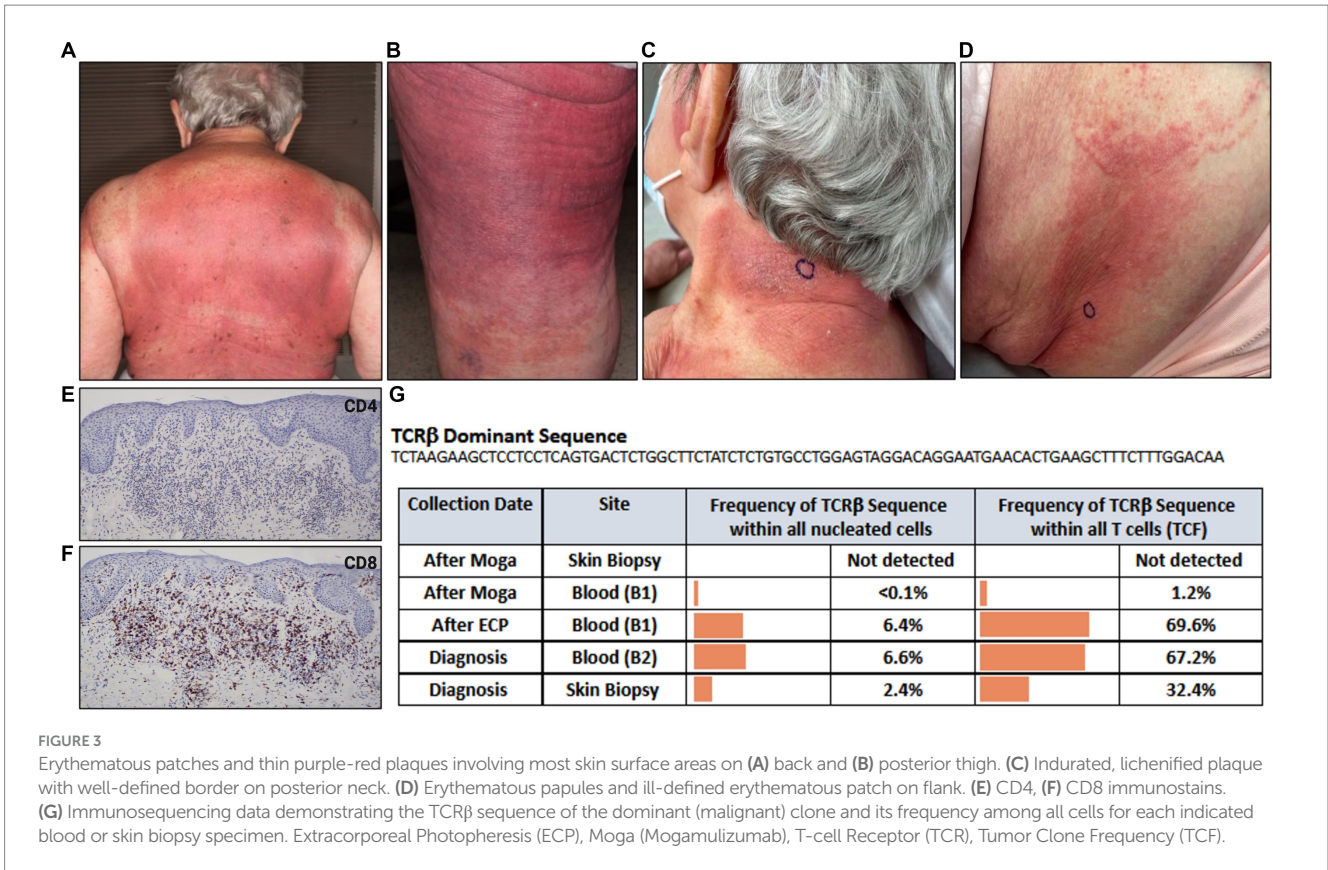 A
B
C
D
E
CD4
F
CD8
G
TCRβ Dominant Sequence
TCTAAGAAGCTCCTCCTCAGTGACTCTGGCTTCTATCTCTGTGCCTGGAGTAGGACAGGAATGAACACTGAAGCTTTCTTTGGACAA
Collection Date Site Frequency of TCRβ Sequence within all nucleated cells Frequency of TCRβ Sequence within all T cells (TCF)
After Moga Skin Biopsy Not detected Not detected
After Moga Blood (B1) <0.1% 1.2%
After ECP Blood (B1) 6.4% 69.6%
Diagnosis Blood (B2) 6.6% 67.2%
Diagnosis Skin Biopsy 2.4% 32.4%
FIGURE 3
Erythematous patches and thin purple-red plaques involving most skin surface areas on (A) back and (B) posterior thigh. (C) Indurated, lichenified plaque
with well-defined border on posterior neck. (D) Erythematous papules and ill-defined erythematous patch on flank. (E) CD4, (F) CD8 immunostains.
(G) Immunosequencing data demonstrating the TCRβ sequence of the dominant (malignant) clone and its frequency among all cells for each indicated
blood or skin biopsy specimen. Extracorporeal Photopheresis (ECP), Moga (Mogamulizumab), T-cell Receptor (TCR), Tumor Clone Frequency (TCF).